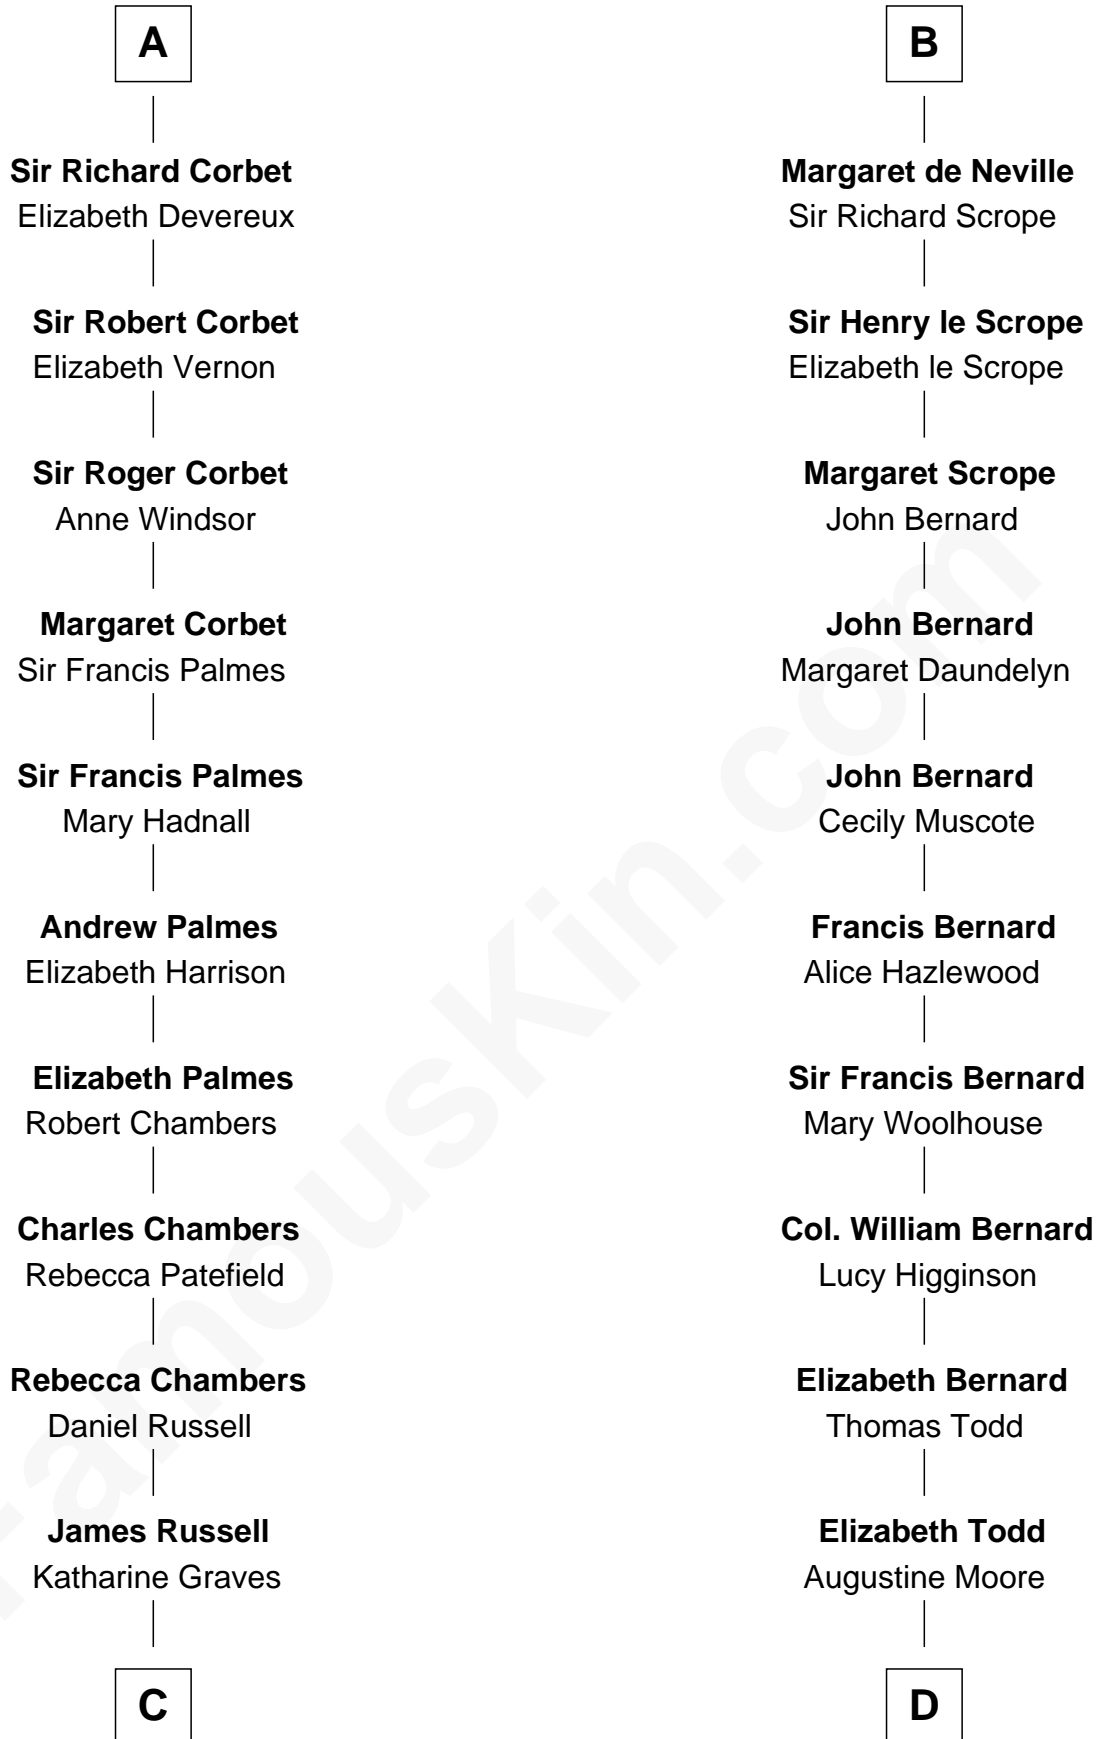 A
Sir Richard Corbet
Elizabeth Devereux
Sir Robert Corbet
Elizabeth Vernon
Sir Roger Corbet
Anne Windsor
Margaret Corbet
Sir Francis Palmes
Sir Francis Palmes
Mary Hadnall
Andrew Palmes
Elizabeth Harrison
Elizabeth Palmes
Robert Chambers
Charles Chambers
Rebecca Patefield
Rebecca Chambers
Daniel Russell
James Russell
Katharine Graves
C
B
Margaret de Neville
Sir Richard Scrope
Sir Henry le Scrope
Elizabeth le Scrope
Margaret Scrope
John Bernard
John Bernard
Margaret Daundelyn
John Bernard
Cecily Muscote
Francis Bernard
Alice Hazlewood
Sir Francis Bernard
Mary Woolhouse
Col. William Bernard
Lucy Higginson
Elizabeth Bernard
Thomas Todd
Elizabeth Todd
Augustine Moore
D
FamousKin.com